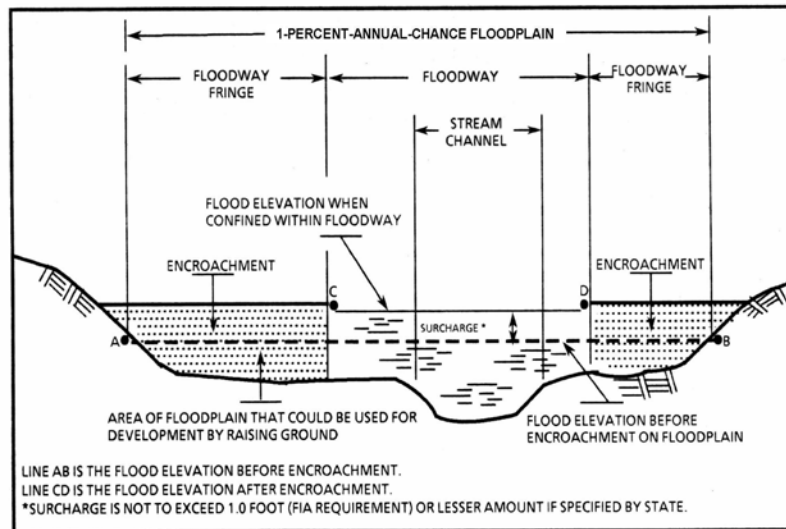 1-PERCENT-ANNUAL-CHANCE FLOODPLAIN
FLOODWAY
FRINGE
FLOODWAY
FLOODWAY
FRINGE
STREAM
CHANNEL
FLOOD ELEVATION WHEN
CONFINED WITHIN FLOODWAY
ENCROACHMENT
ENCROACHMENT
C
D
SURCHARGE *
A
B
AREA OF FLOODPLAIN THAT COULD BE USED FOR
DEVELOPMENT BY RAISING GROUND
FLOOD ELEVATION BEFORE
ENCROACHMENT ON FLOODPLAIN
LINE AB IS THE FLOOD ELEVATION BEFORE ENCROACHMENT.
LINE CD IS THE FLOOD ELEVATION AFTER ENCROACHMENT.
*SURCHARGE IS NOT TO EXCEED 1.0 FOOT (FIA REQUIREMENT) OR LESSER AMOUNT IF SPECIFIED BY STATE.